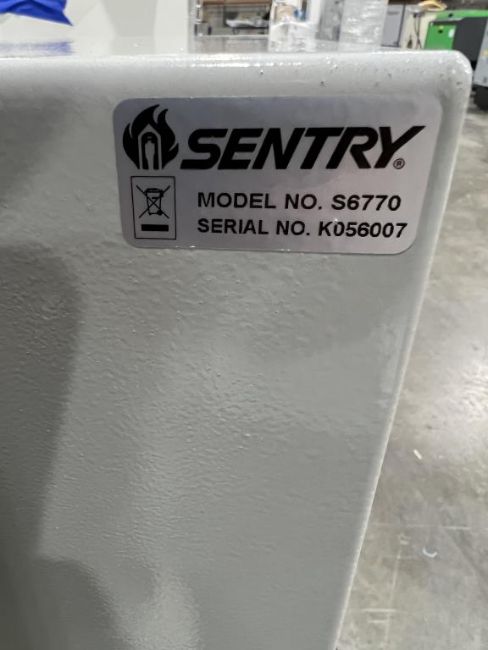 SENTRY®
MODEL NO. S6770
SERIAL NO. K056007